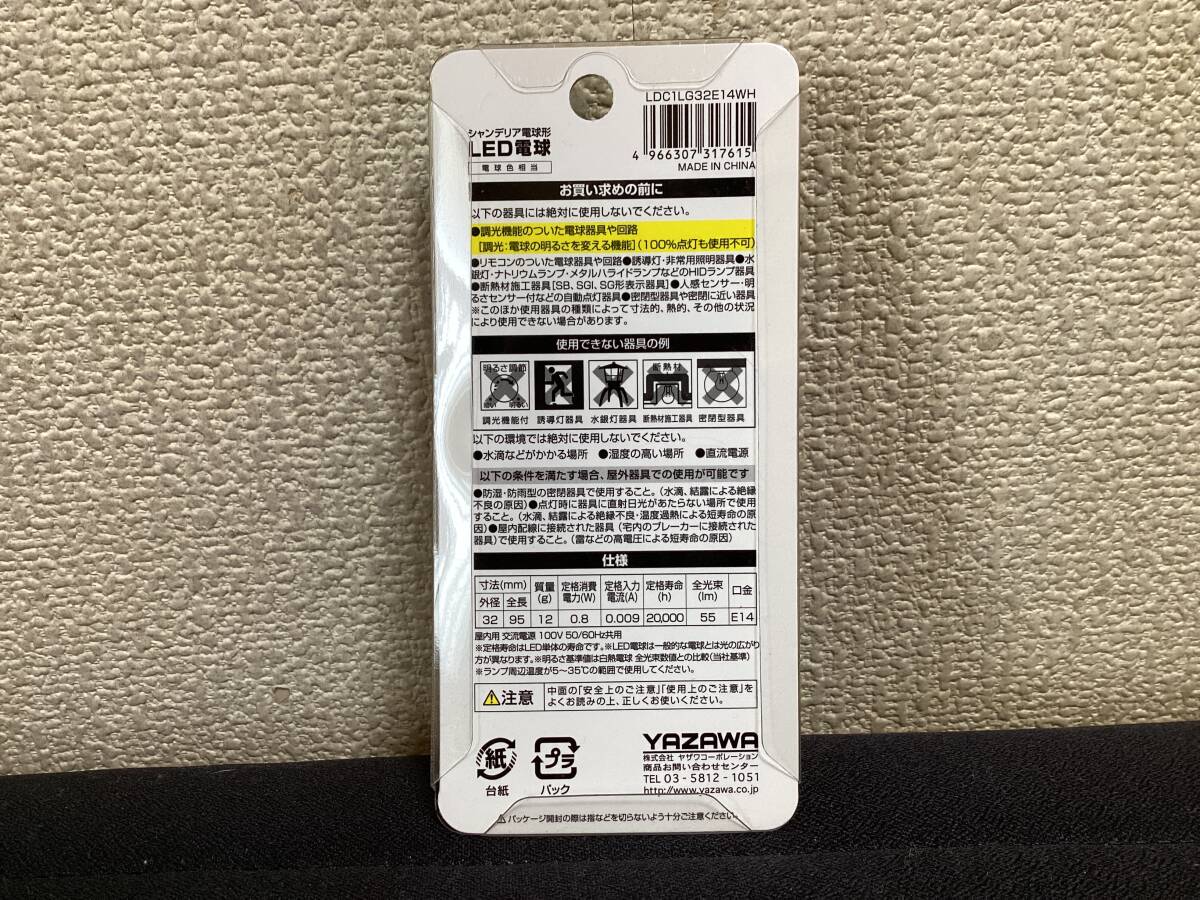 LDC1LG32E14WH
シャンデリア電球形
LED電球
電球色相当
4 966307 317615
MADE IN CHINA
お買い求めの前に
以下の器具には絶対に使用しないでください。
●調光機能のついた電球器具や回路
[調光:電球の明るさを変える機能](100%点灯も使用不可)
●リモコンのついた電球器具や回路●誘導灯・非常用照明器具●水
銀灯・ナトリウムランプ・メタルハライドランプなどのHIDランプ器具
●断熱材施工器具[SB、SGI、SG形表示器具]●人感センサー・明
るさセンサー付などの自動点灯器具●密閉型器具や密閉に近い器具
※このほか使用器具の種類によって寸法的、熱的、その他の状況
により使用できない場合があります。
使用できない器具の例
明るさ調節
断熱材
調光機能付 誘導灯器具 水銀灯器具 断熱材施工器具 密閉型器具
以下の環境では絶対に使用しないでください。
●水滴などがかかる場所 ●湿度の高い場所 ●直流電源
以下の条件を満たす場合、屋外器具での使用が可能です
●防湿・防雨型の密閉器具で使用すること。(水滴、結露による絶縁
不良の原因)●点灯時に器具に直射日光があたらない場所で使用
すること。(水滴、結露による絶縁不良・温度過熱による短寿命の原
因)●屋内配線に接続された器具(宅内のブレーカーに接続された
器具)で使用すること。(雷などの高電圧による短寿命の原因)
仕様
寸法(mm) 質量(g) 定格消費電力(W) 定格入力電流(A) 定格寿命(h) 全光束(lm) 口金
外径 全長
32 95 12 0.8 0.009 20,000 55 E14
屋内用 交流電源 100V 50/60Hz共用
※定格寿命はLED単体の寿命です。※LED電球は一般的な電球とは光の広がり
方が異なります。※明るさ基準値は白熱電球 全光束数値との比較(当社基準)
※ランプ周辺温度が5〜35℃の範囲で使用してください。
⚠注意
中面の「安全上のご注意」「使用上のご注意」を
よくお読みの上、正しくお使いください。
紙
台紙
プラ
パック
YAZAWA
株式会社 ヤザワコーポレーション
商品お問い合わせセンター
TEL 03-5812-1051
http://www.yazawa.co.jp
⚠パッケージ開封の際は指などを切らないよう十分ご注意ください。